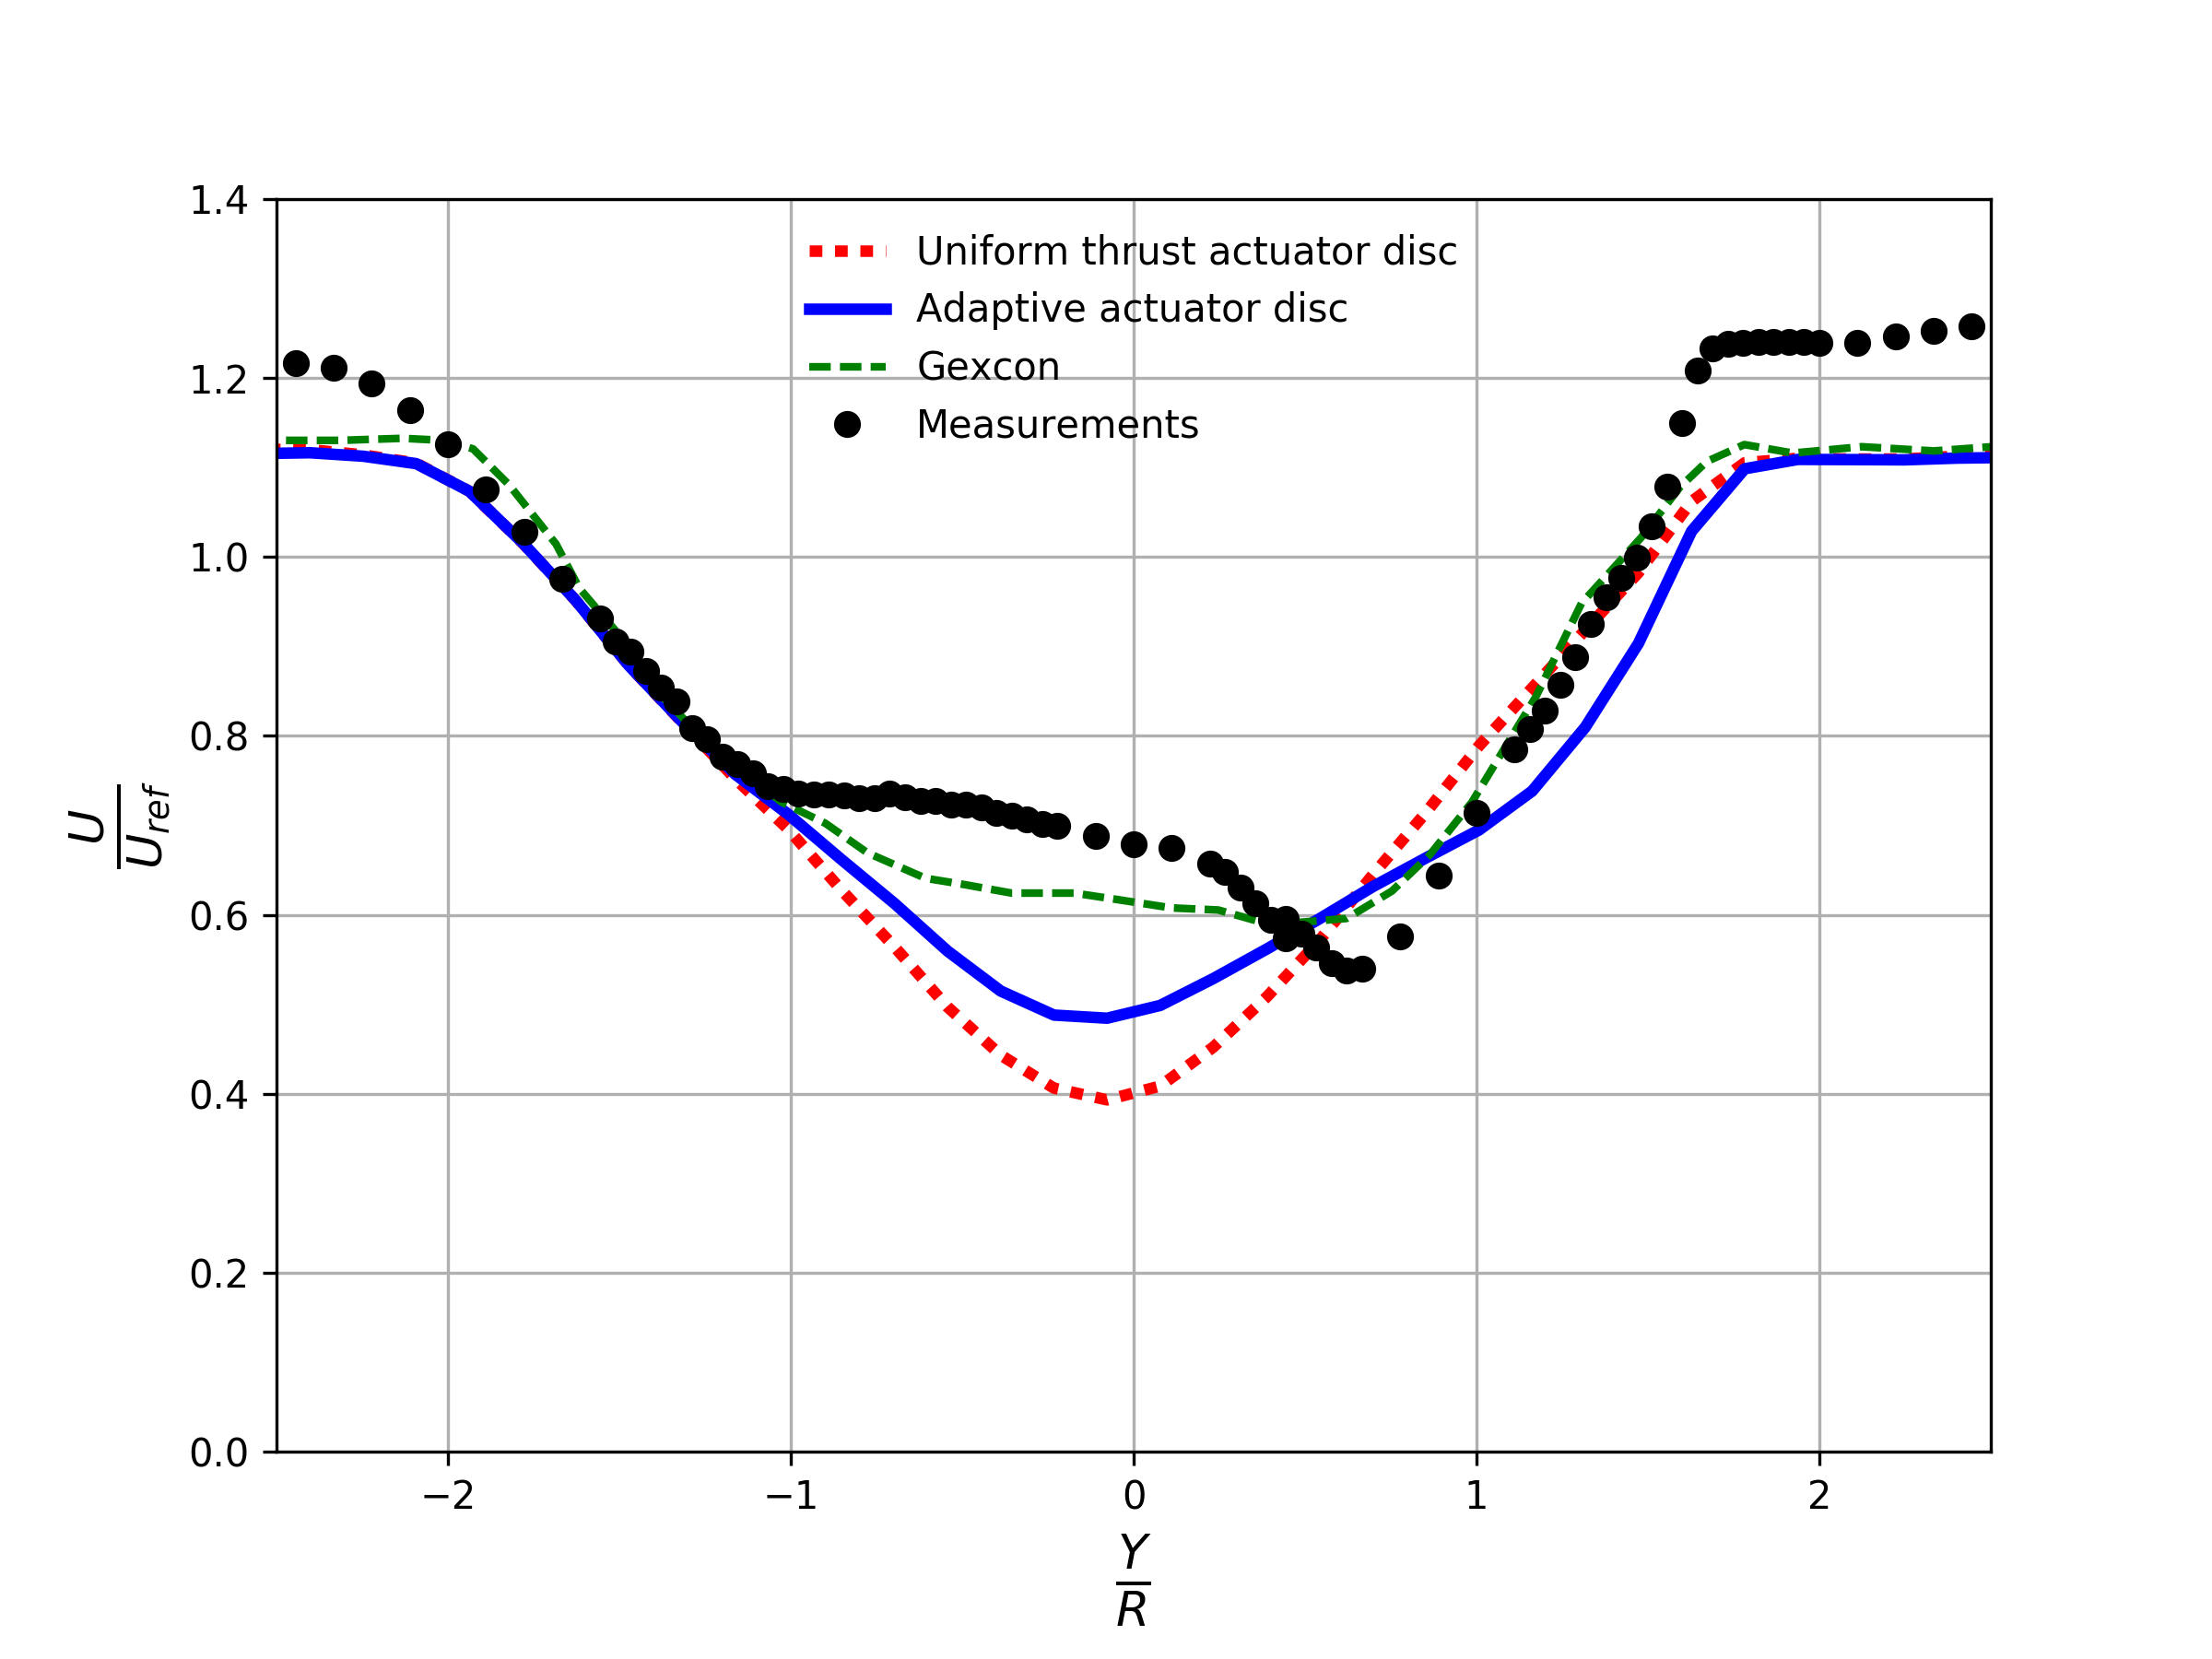 1.4
1.2
1.0
0.8
0.6
0.4
0.2
0.0
U
U_ref
Uniform thrust actuator disc
Adaptive actuator disc
Gexcon
Measurements
−2 −1 0 1 2
Y
R